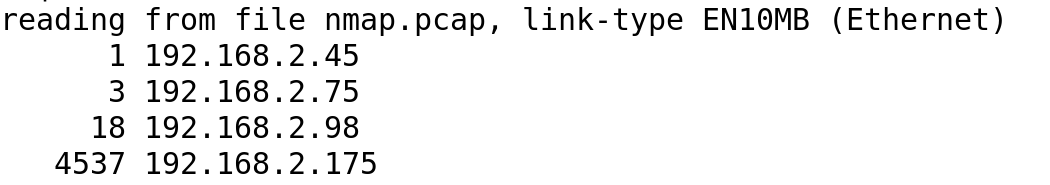 reading from file nmap.pcap, link-type EN10MB (Ethernet)
1 192.168.2.45
3 192.168.2.75
18 192.168.2.98
4537 192.168.2.175